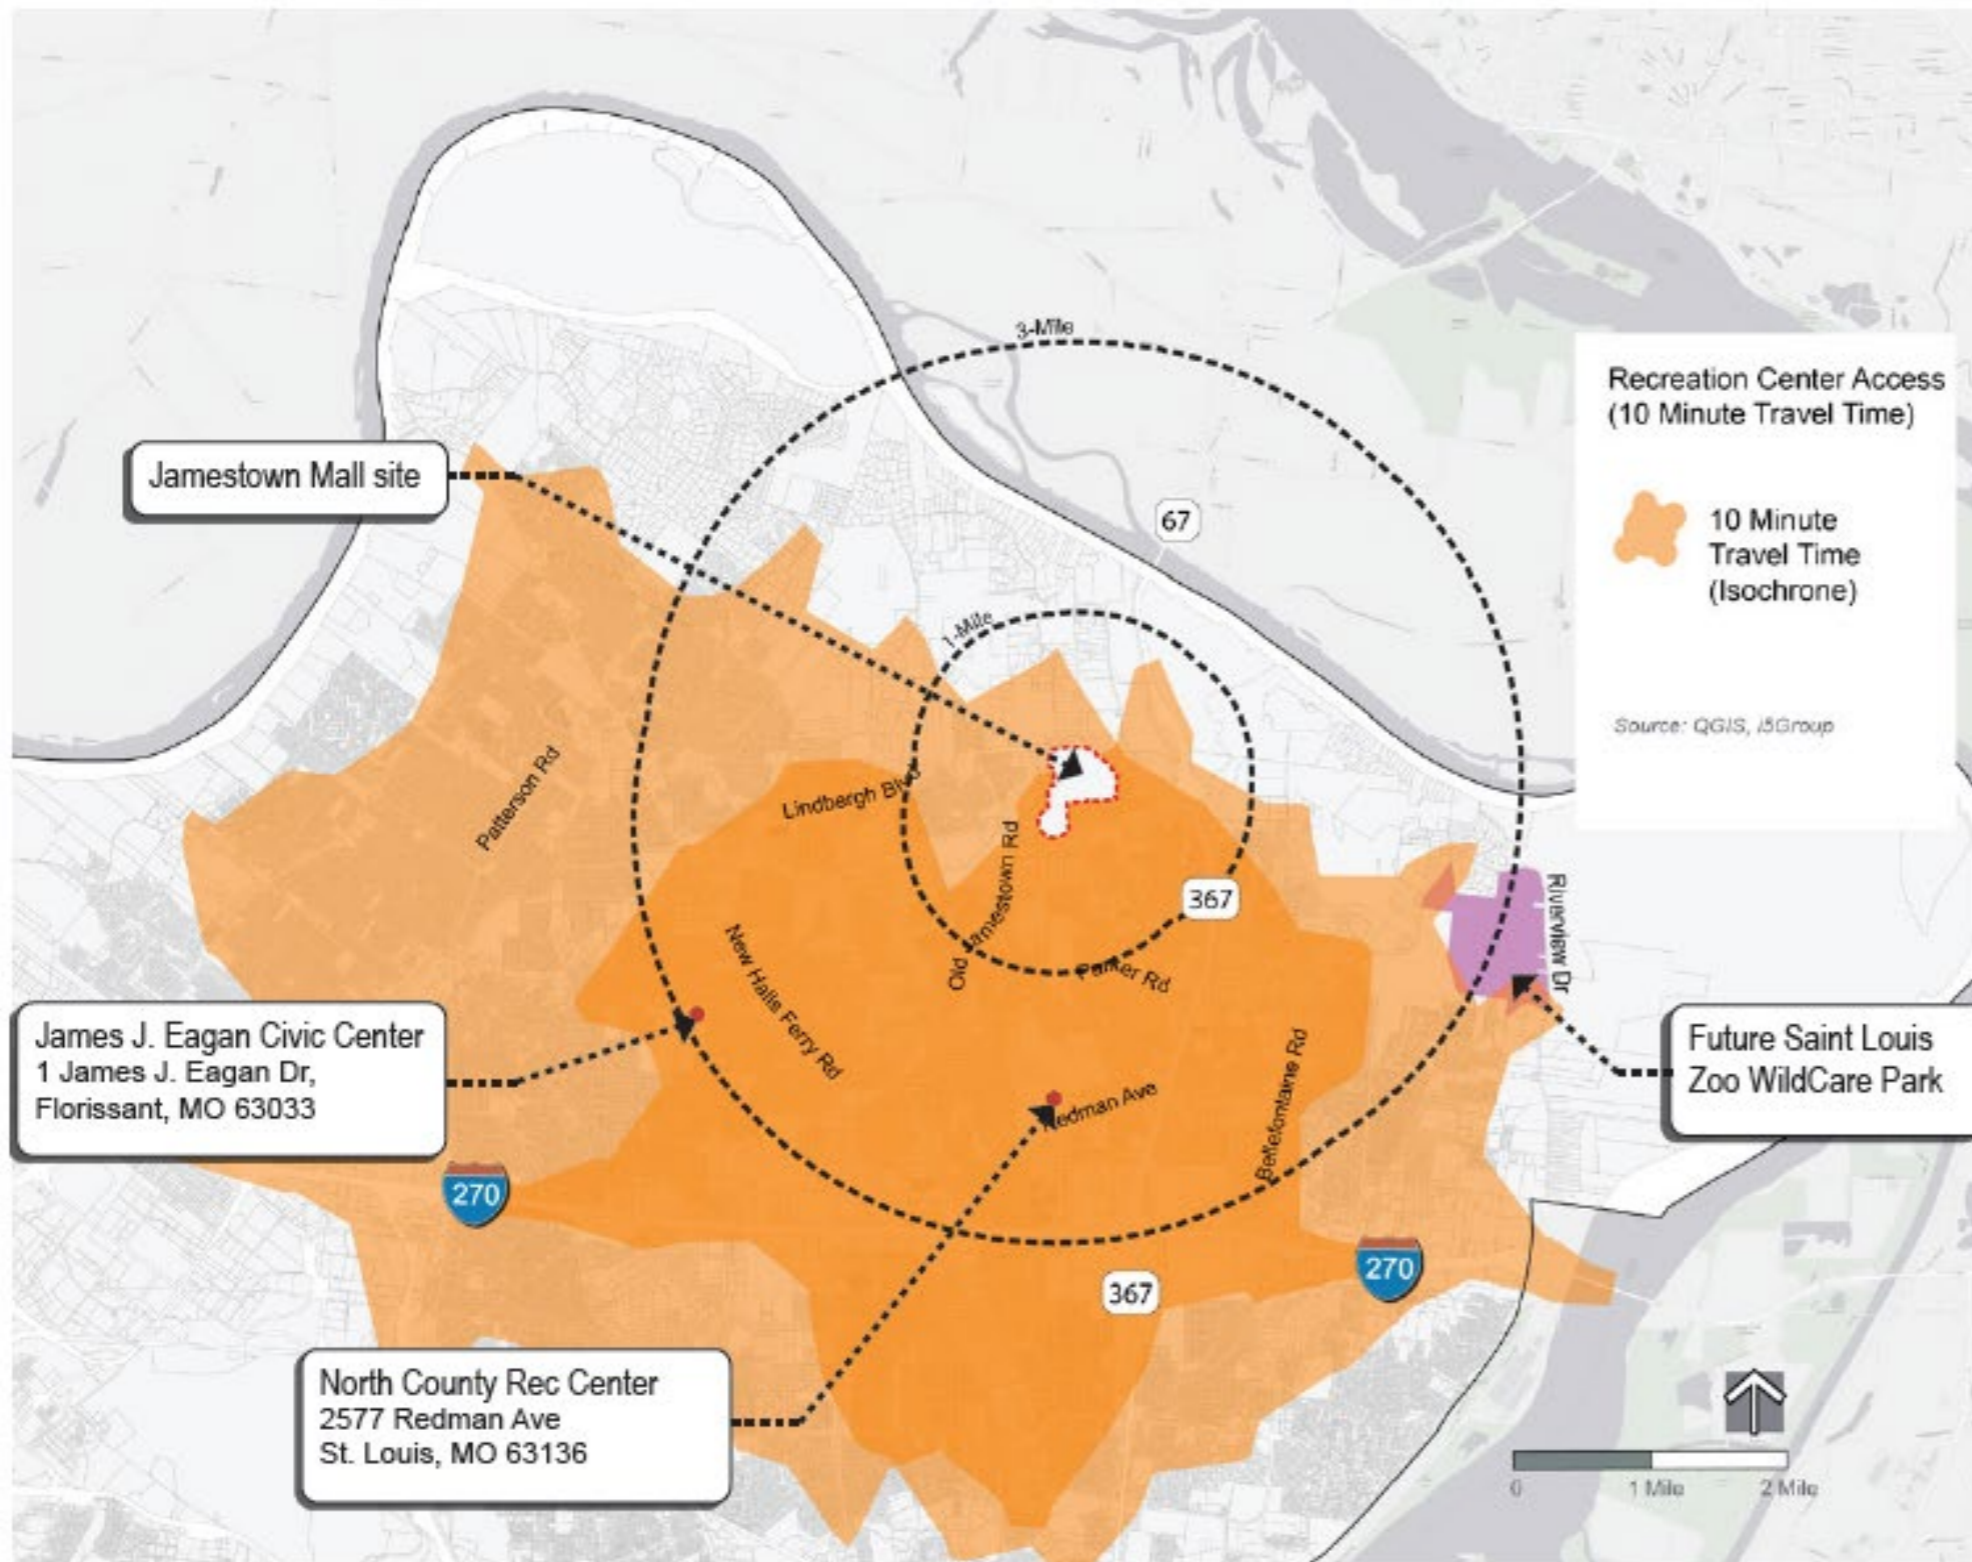 3-Mile
Recreation Center Access
(10 Minute Travel Time)
Jamestown Mall site
67
10 Minute
Travel Time
(Isochrone)
1-Mile
Source: QGIS, i5Group
Patterson Rd
Lindbergh Blvd
Old Jamestown Rd
367
Riverview Dr
New Halls Ferry Rd
Parker Rd
James J. Eagan Civic Center
1 James J. Eagan Dr,
Florissant, MO 63033
Future Saint Louis
Zoo WildCare Park
Redman Ave
Bellefontaine Rd
270
270
367
North County Rec Center
2577 Redman Ave
St. Louis, MO 63136
0 1 Mile 2 Mile